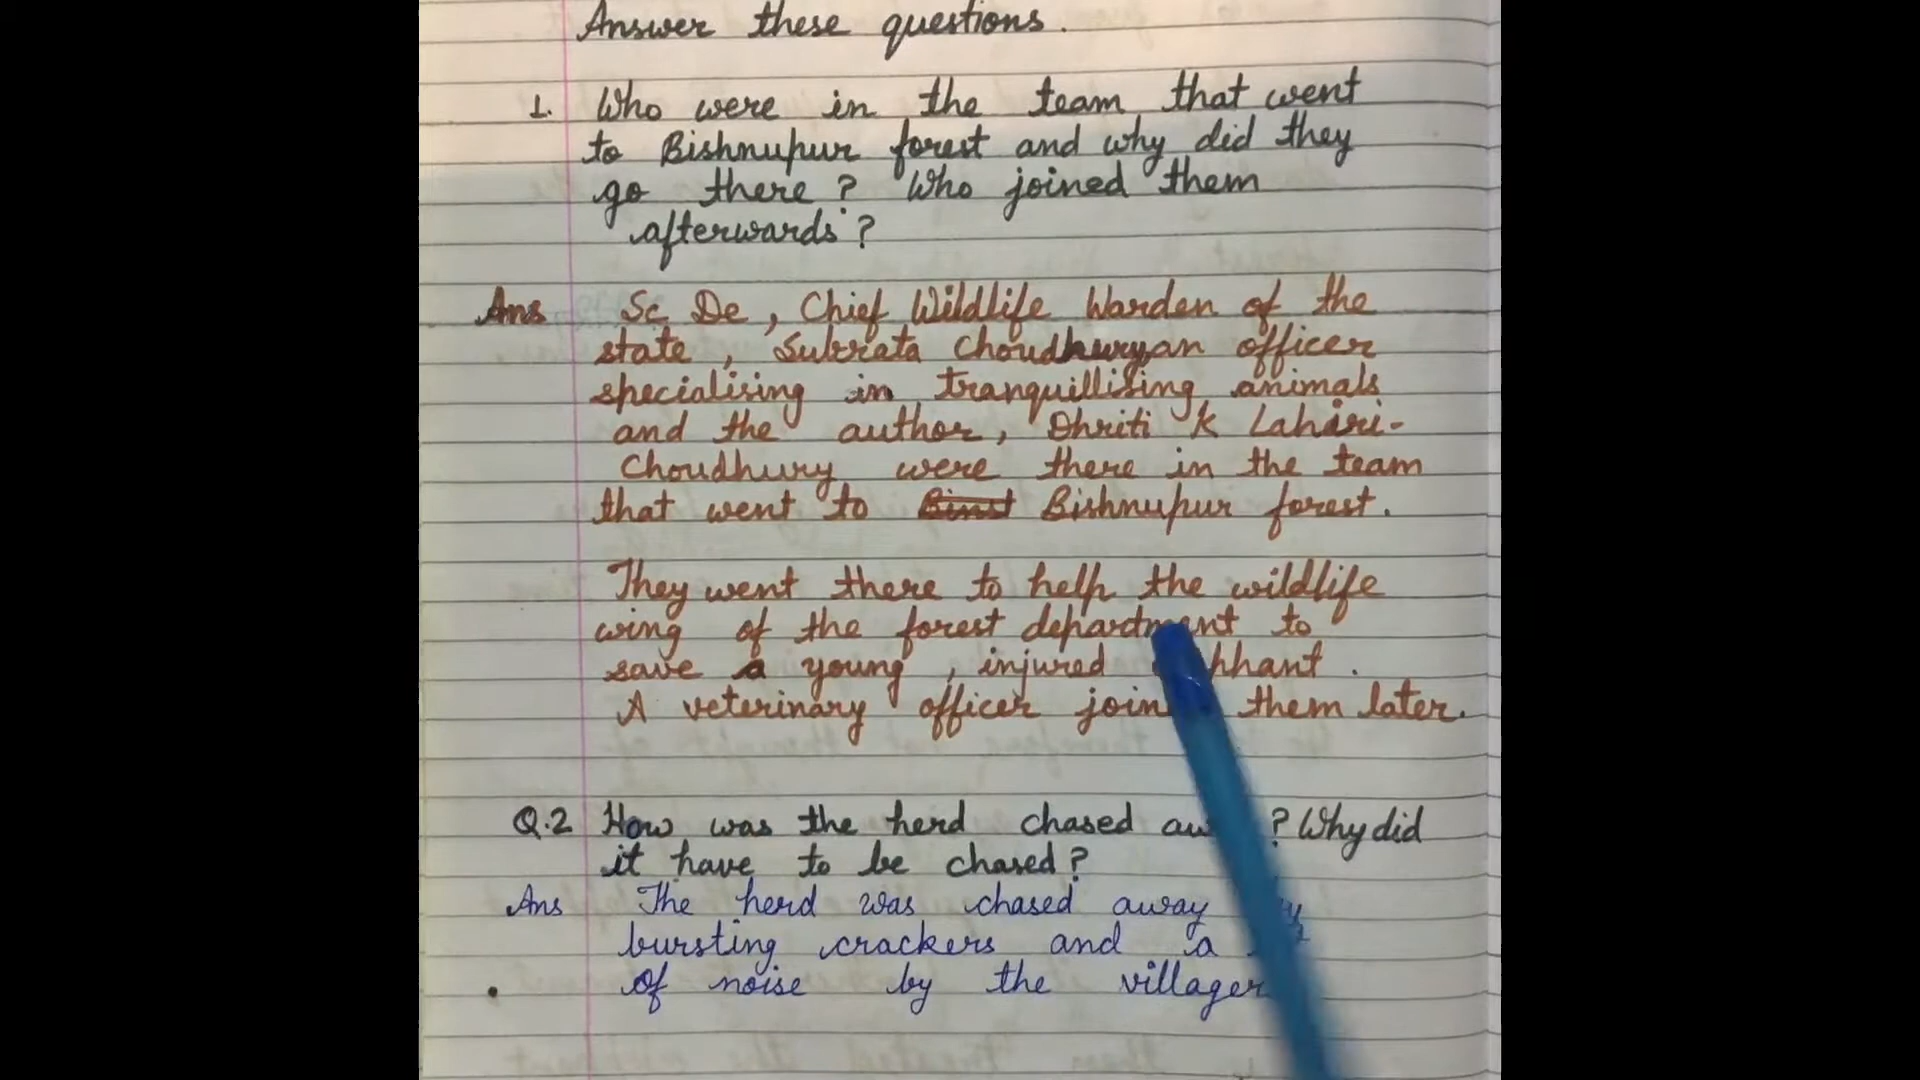 Answer these questions.
1. Who were in the team that went
to Bishnupur forest and why did they
go there? Who joined them
afterwards?
Ans Sc De, Chief Wildlife Warden of the
state, Subrata Choudhury, an officer
specialising in tranquillising animals
and the author, Dhriti K Lahiri-
Choudhury were there in the team
that went to Bishnupur forest.
They went there to help the wildlife
wing of the forest department to
save a young, injured
A veterinary officer them later.
Q.2 How was the herd chased ? Why did
it have to be chased?
Ans The herd was chased away
bursting crackers and a
of noise by the